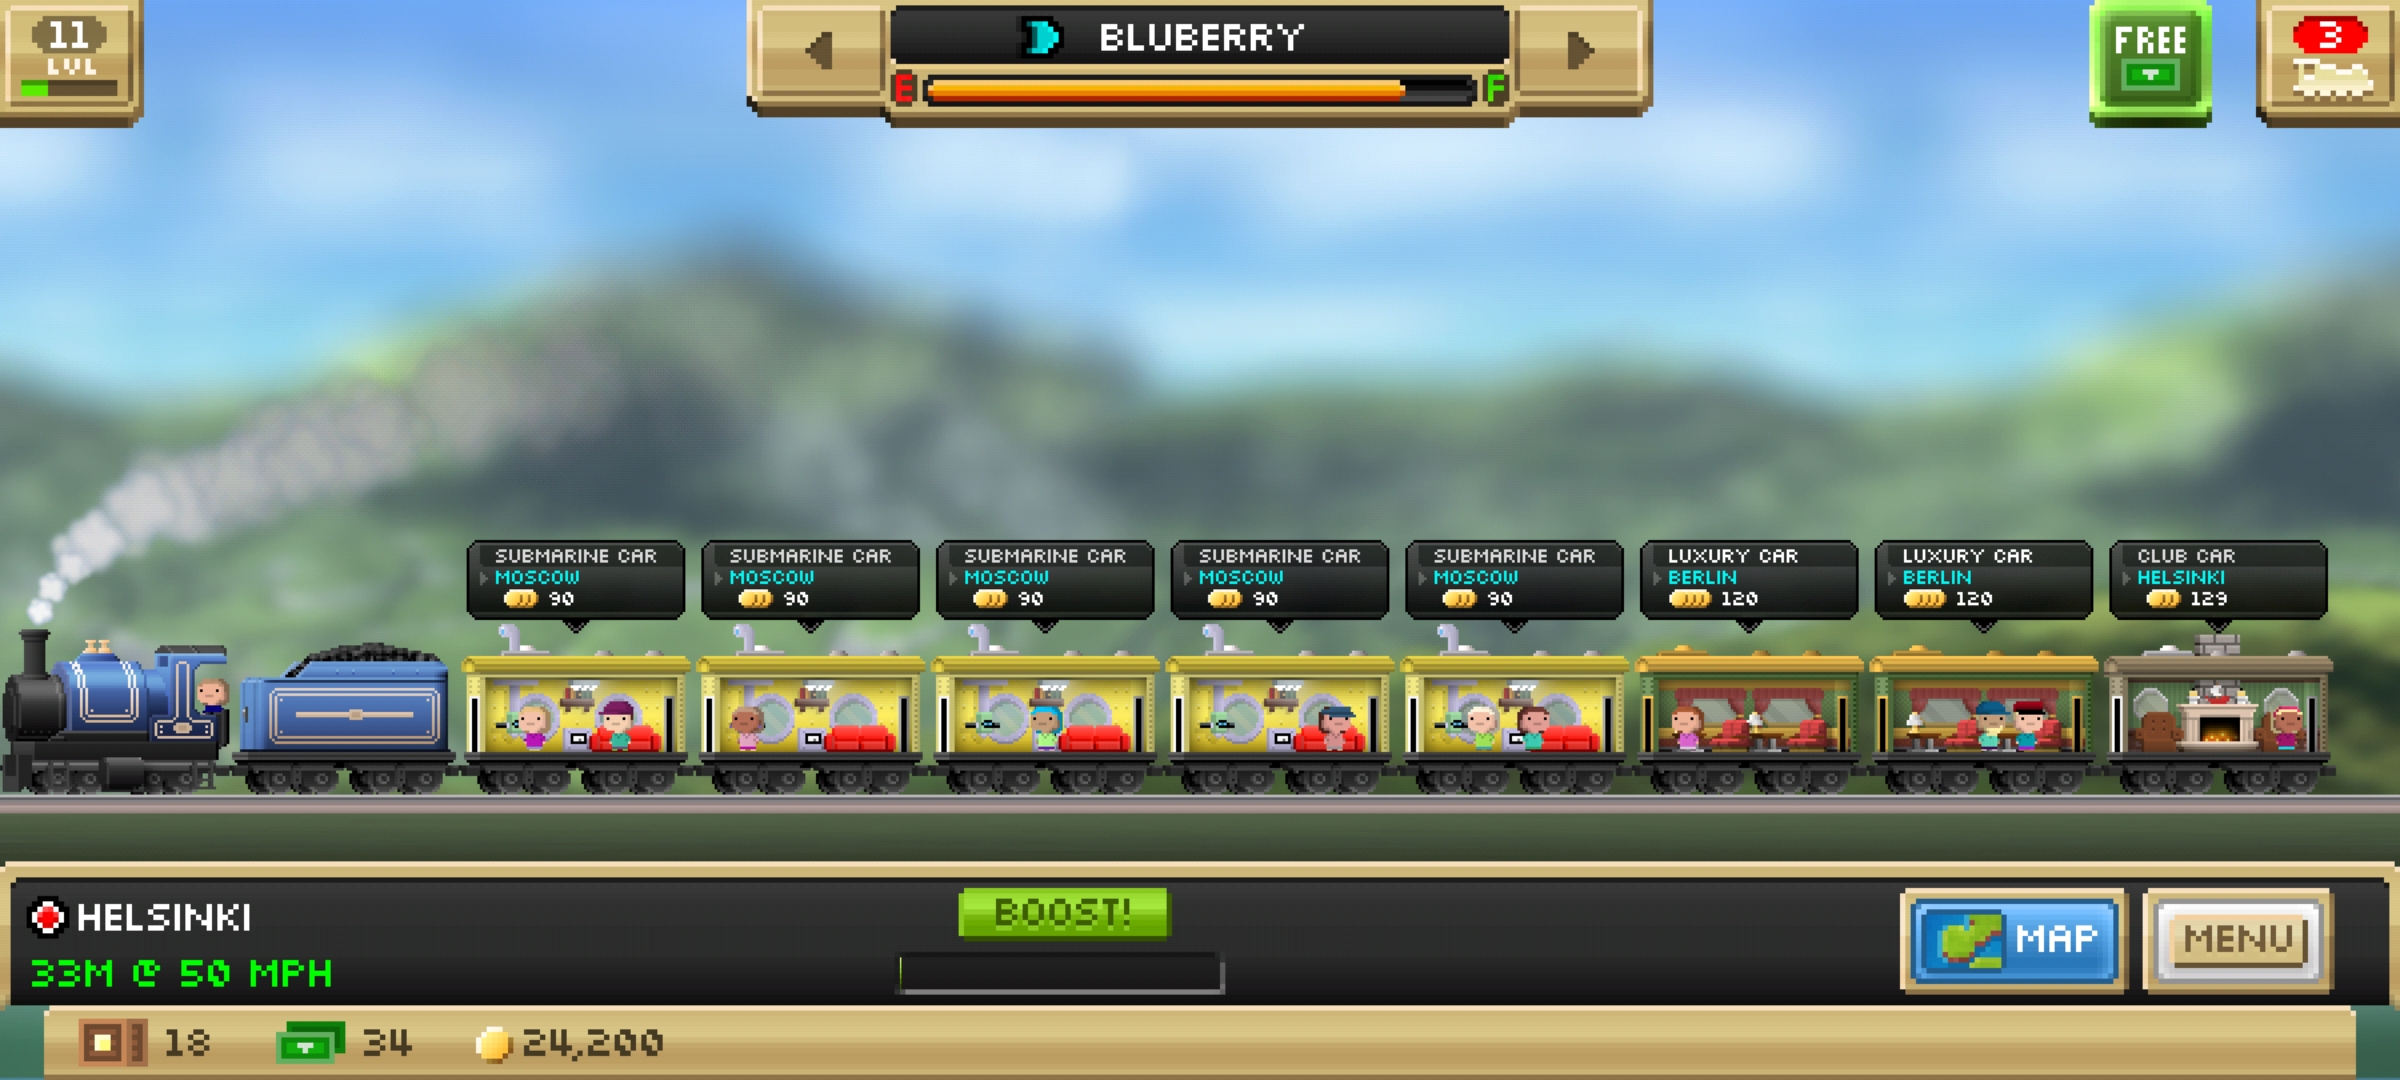 11
LVL
BLUBERRY
E F
FREE
3
SUBMARINE CAR
MOSCOW
90
SUBMARINE CAR
MOSCOW
90
SUBMARINE CAR
MOSCOW
90
SUBMARINE CAR
MOSCOW
90
SUBMARINE CAR
MOSCOW
90
LUXURY CAR
BERLIN
120
LUXURY CAR
BERLIN
120
CLUB CAR
HELSINKI
129
HELSINKI
33M @ 50 MPH
BOOST!
MAP
MENU
18
34
24,200